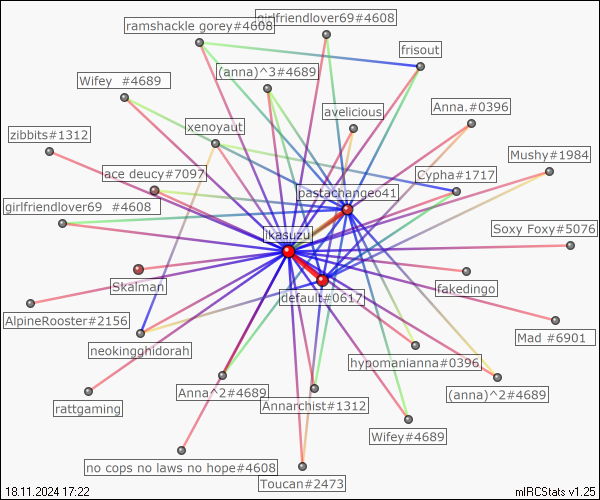 girlfriendlover69#4608
ramshackle gorey#4608
frisout
(anna)^3#4689
Wifey  #4689
avelicious
Anna.#0396
xenoyaut
zibbits#1312
Mushy#1984
ace deucy#7097
Cypha#1717
pastachangeo41
girlfriendlover69  #4608
Soxy Foxy#5076
ikasuzu
Skalman
fakedingo
default#0617
AlpineRooster#2156
Mad #6901
neokingghidorah
hypomanianna#0396
Anna^2#4689
(anna)^2#4689
rattgaming
Annarchist#1312
Wifey#4689
no cops no laws no hope#4608
Toucan#2473
18.11.2024 17:22
mIRCStats v1.25